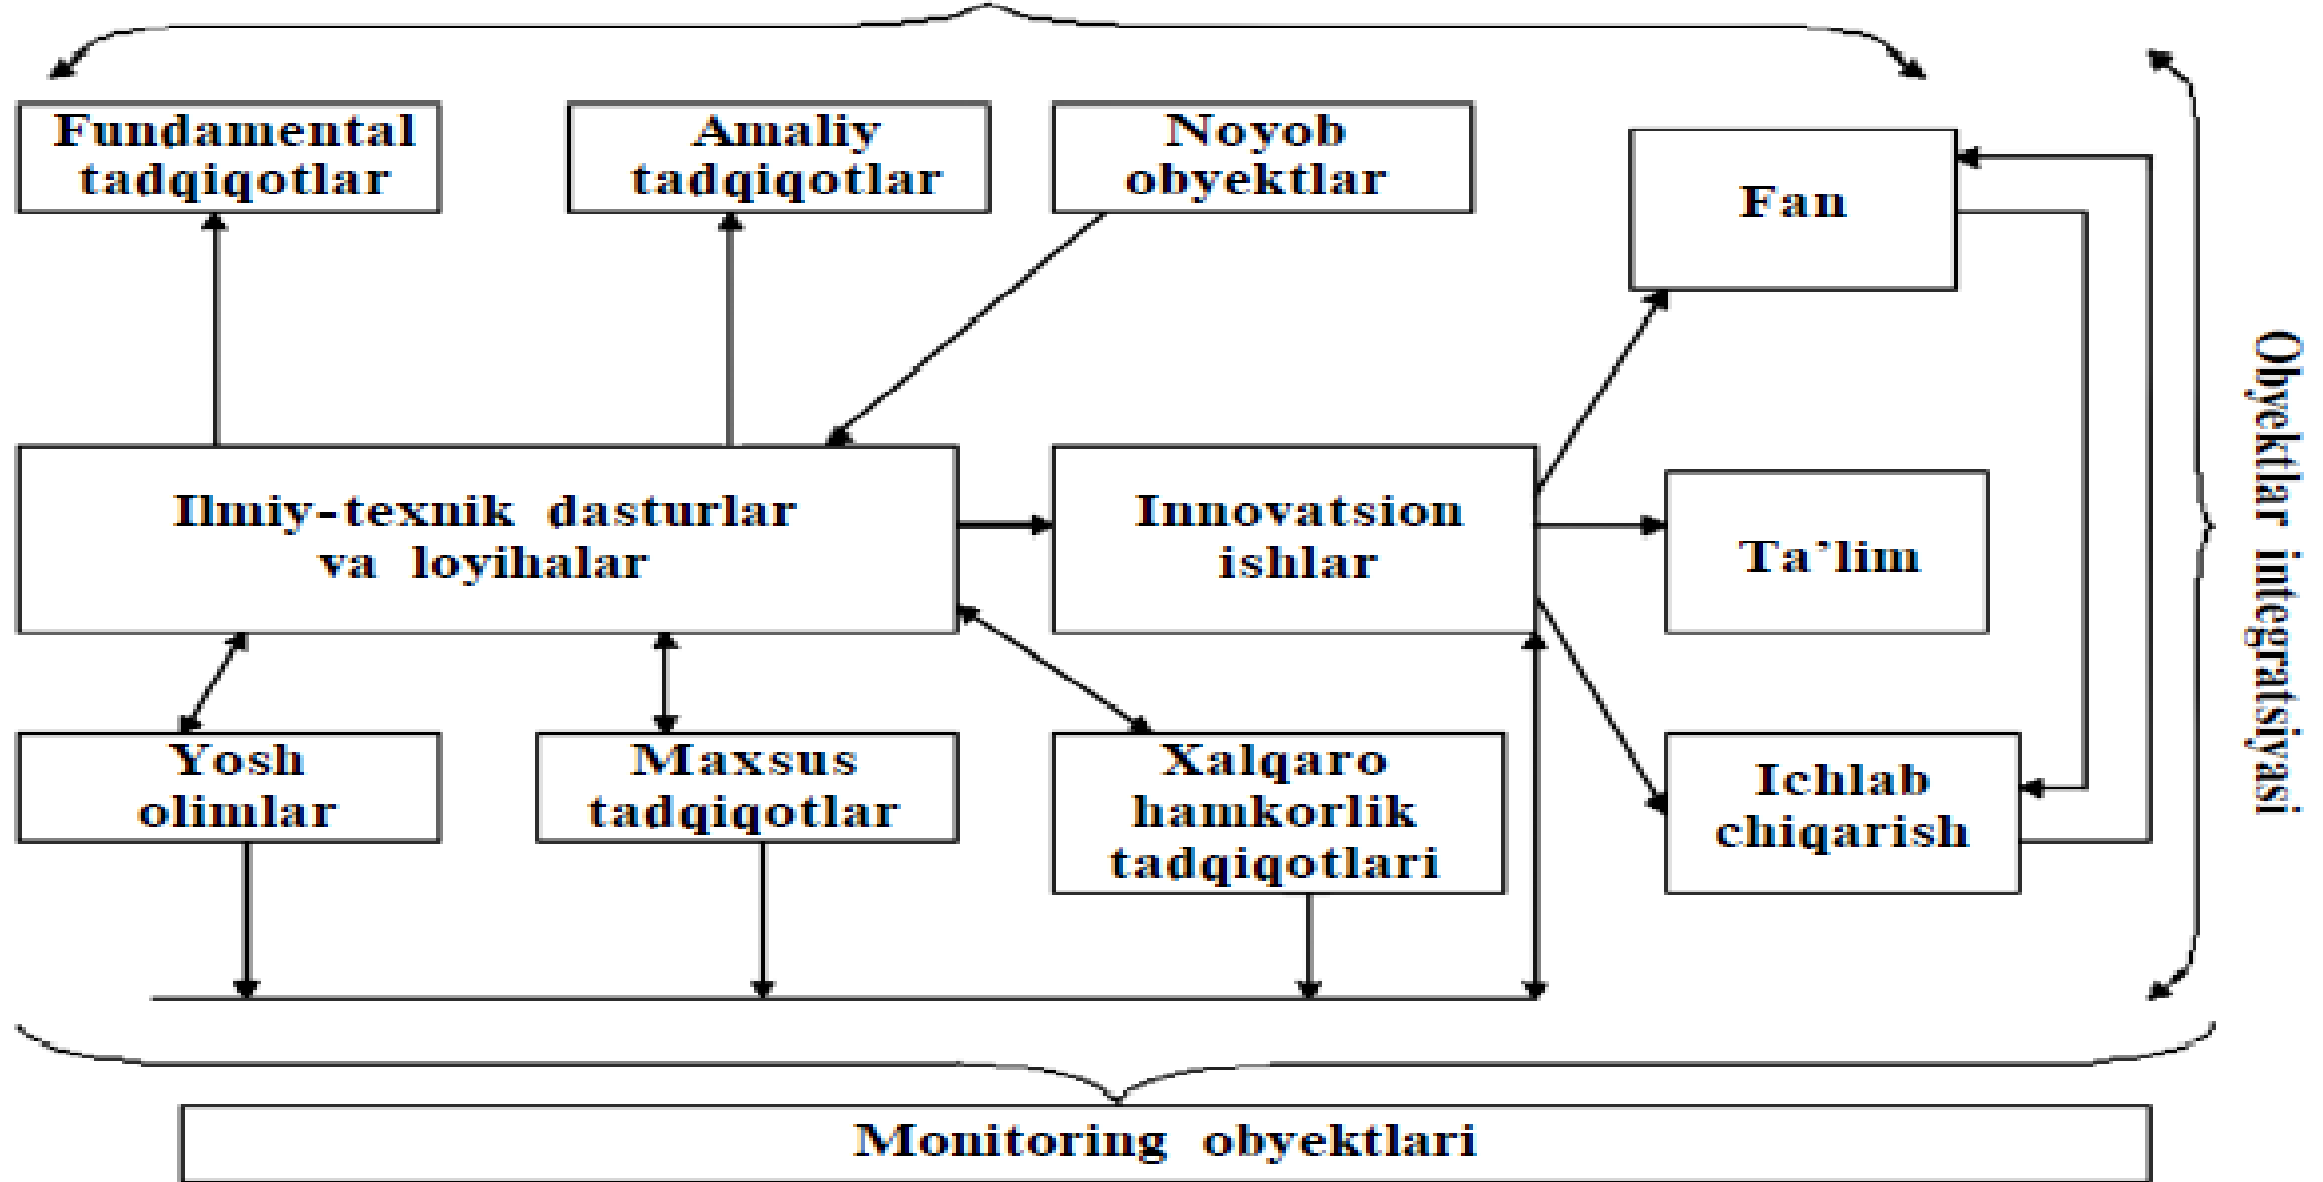 Fundamental
tadqiqotlar
Amaliy
tadqiqotlar
Noyob
obyektlar
Fan
Ilmiy-texnik dasturlar
va loyihalar
Innovatsion
ishlar
Ta’lim
Yosh
olimlar
Maxsus
tadqiqotlar
Xalqaro
hamkorlik
tadqiqotlari
Ichlab
chiqarish
Obyektlar integratsiyasi
Monitoring obyektlari